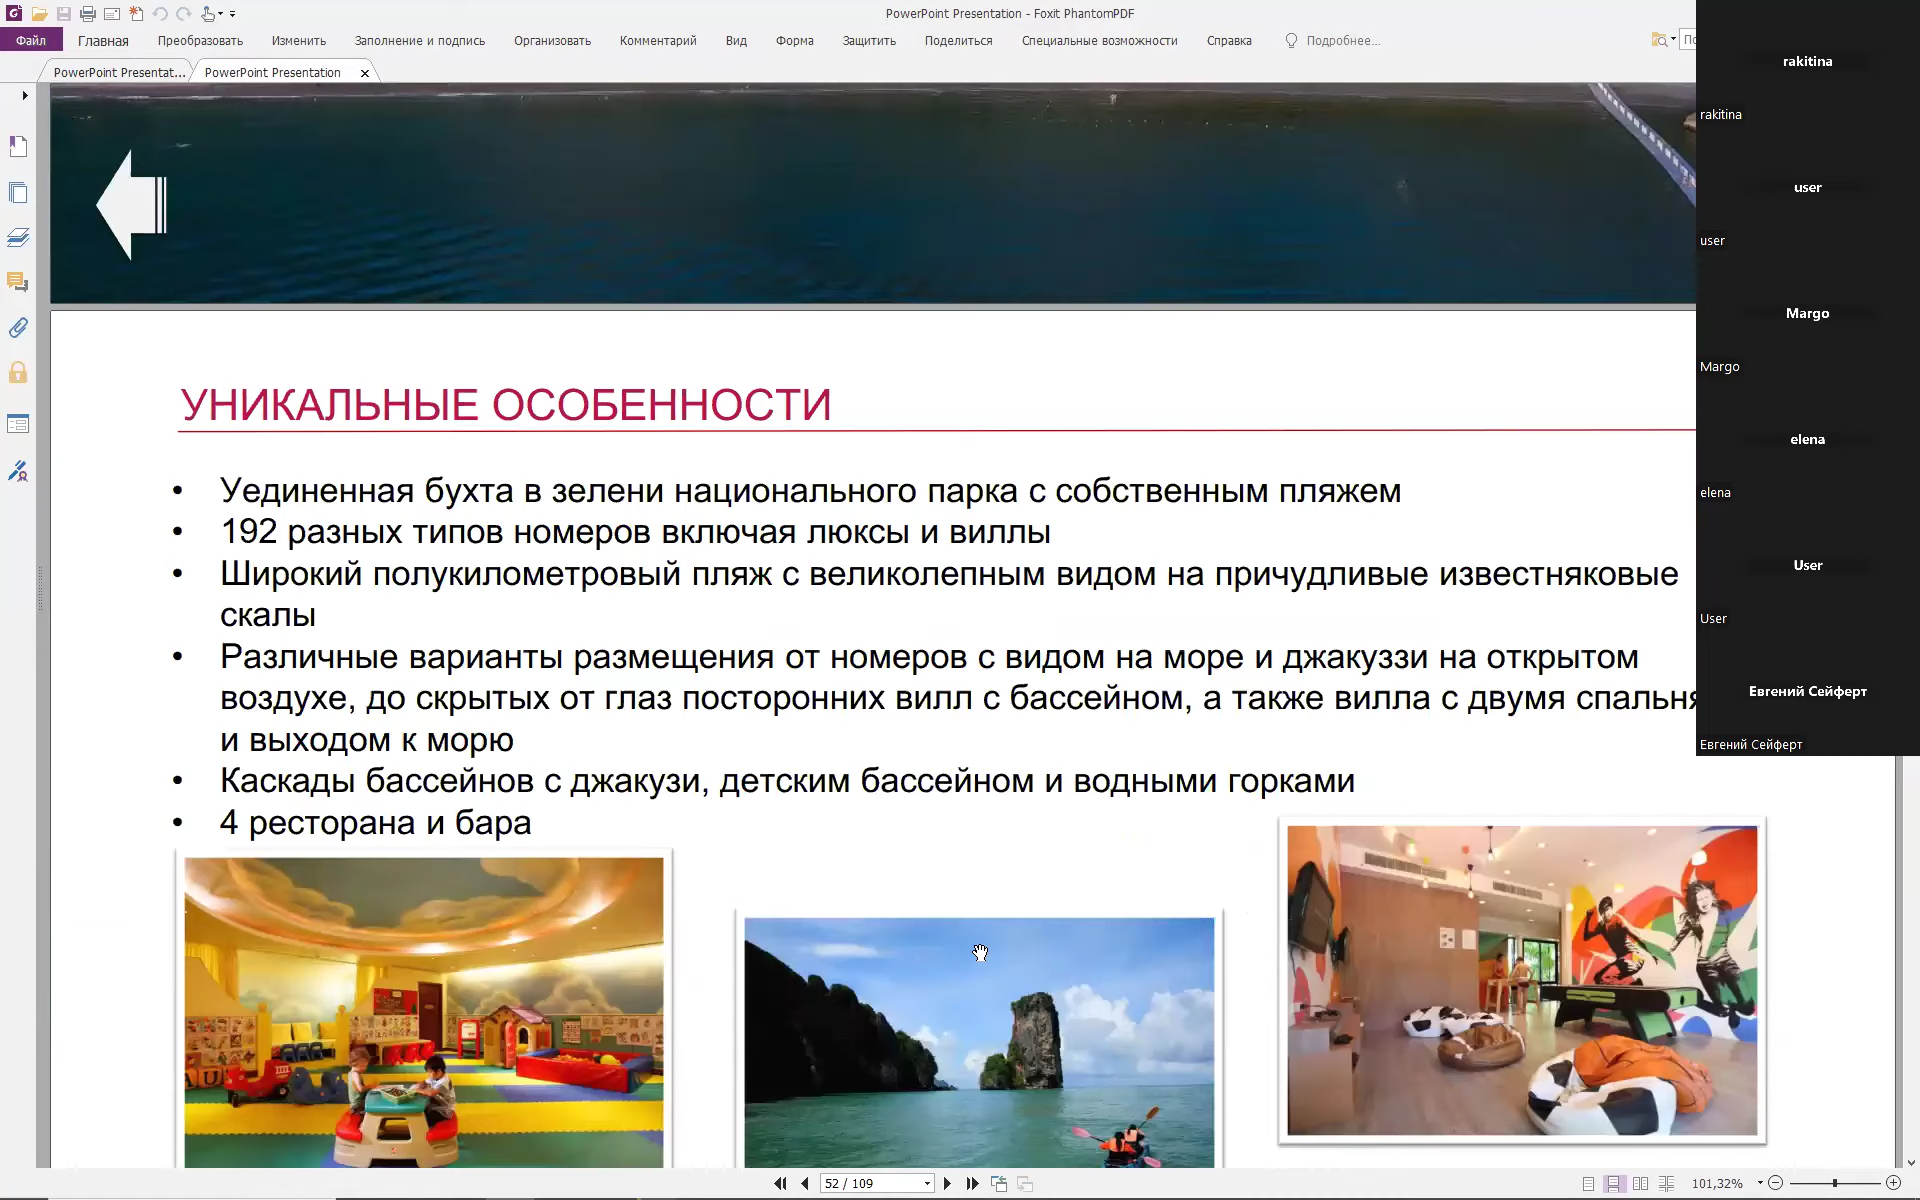 PowerPoint Presentation - Foxit PhantomPDF
Файл Главная Преобразовать Изменить Заполнение и подпись Организовать Комментарий Вид Форма Защитить Поделиться Специальные возможности Справка Подробнее...
PowerPoint Presentat... PowerPoint Presentation
УНИКАЛЬНЫЕ ОСОБЕННОСТИ
• Уединенная бухта в зелени национального парка с собственным пляжем
• 192 разных типов номеров включая люксы и виллы
• Широкий полукилометровый пляж с великолепным видом на причудливые известняковые
скалы
• Различные варианты размещения от номеров с видом на море и джакуззи на открытом
воздухе, до скрытых от глаз посторонних вилл с бассейном, а также вилла с двумя спальня
и выходом к морю
• Каскады бассейнов с джакузи, детским бассейном и водными горками
• 4 ресторана и бара
rakitina
rakitina
user
user
Margo
Margo
elena
elena
User
User
Евгений Сейферт
Евгений Сейферт
52 / 109
101,32%